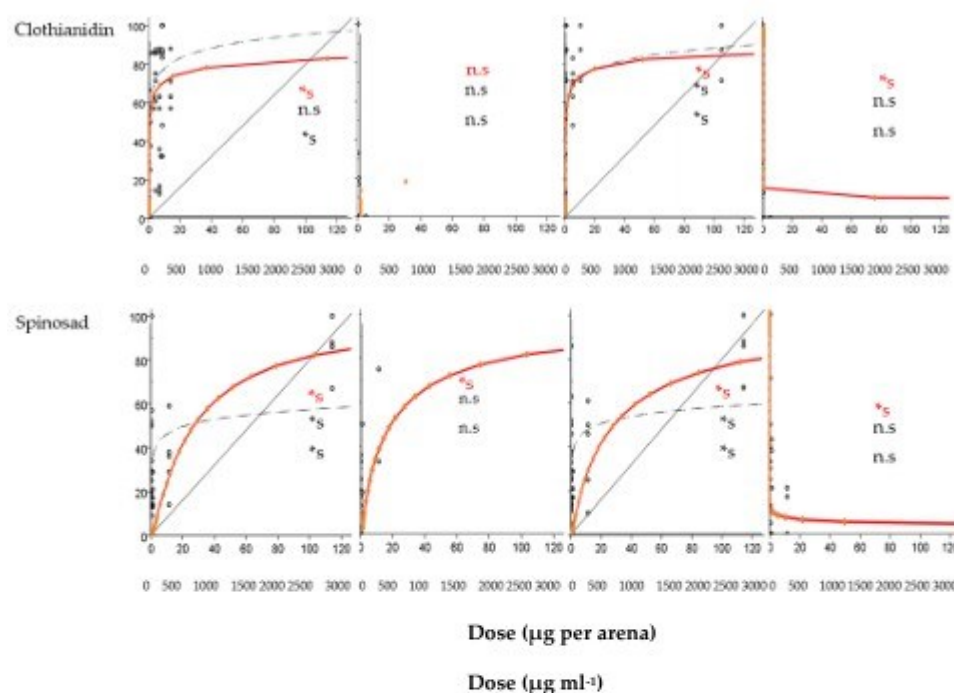 Clothianidin
100
80
60
40
20
0
*s
n.s
*s
n.s
n.s
n.s
*s
*s
*s
*s
n.s
n.s
0 20 40 60 80 100 120 0 20 40 60 80 100 120 0 20 40 60 80 100 120 0 20 40 60 80 100 120
0 500 1000 1500 2000 2500 3000 0 500 1000 1500 2000 2500 3000 0 500 1000 1500 2000 2500 3000 0 500 1000 1500 2000 2500 3000
Spinosad
100
80
60
40
20
0
*s
*s
*s
*s
n.s
n.s
*s
*s
*s
*s
n.s
n.s
0 20 40 60 80 100 120 0 20 40 60 80 100 120 0 20 40 60 80 100 120 0 20 40 60 80 100 120
0 500 1000 1500 2000 2500 3000 0 500 1000 1500 2000 2500 3000 0 500 1000 1500 2000 2500 3000 0 500 1000 1500 2000 2500 3000
Dose (µg per arena)
Dose (µg ml⁻¹)